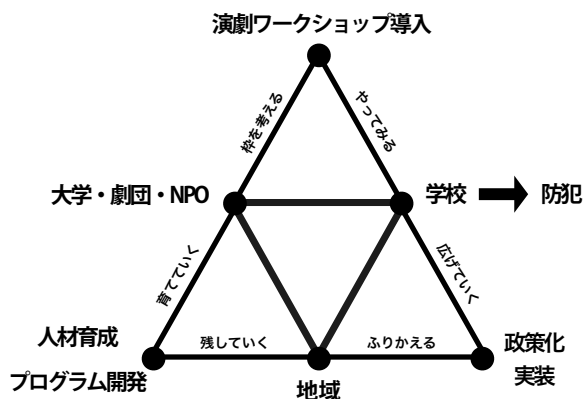 演劇ワークショップ導入
枠を考える
やってみる
大学・劇団・NPO
学校
防犯
育てていく
広げていく
人材育成
プログラム開発
残していく
ふりかえる
地域
政策化
実装